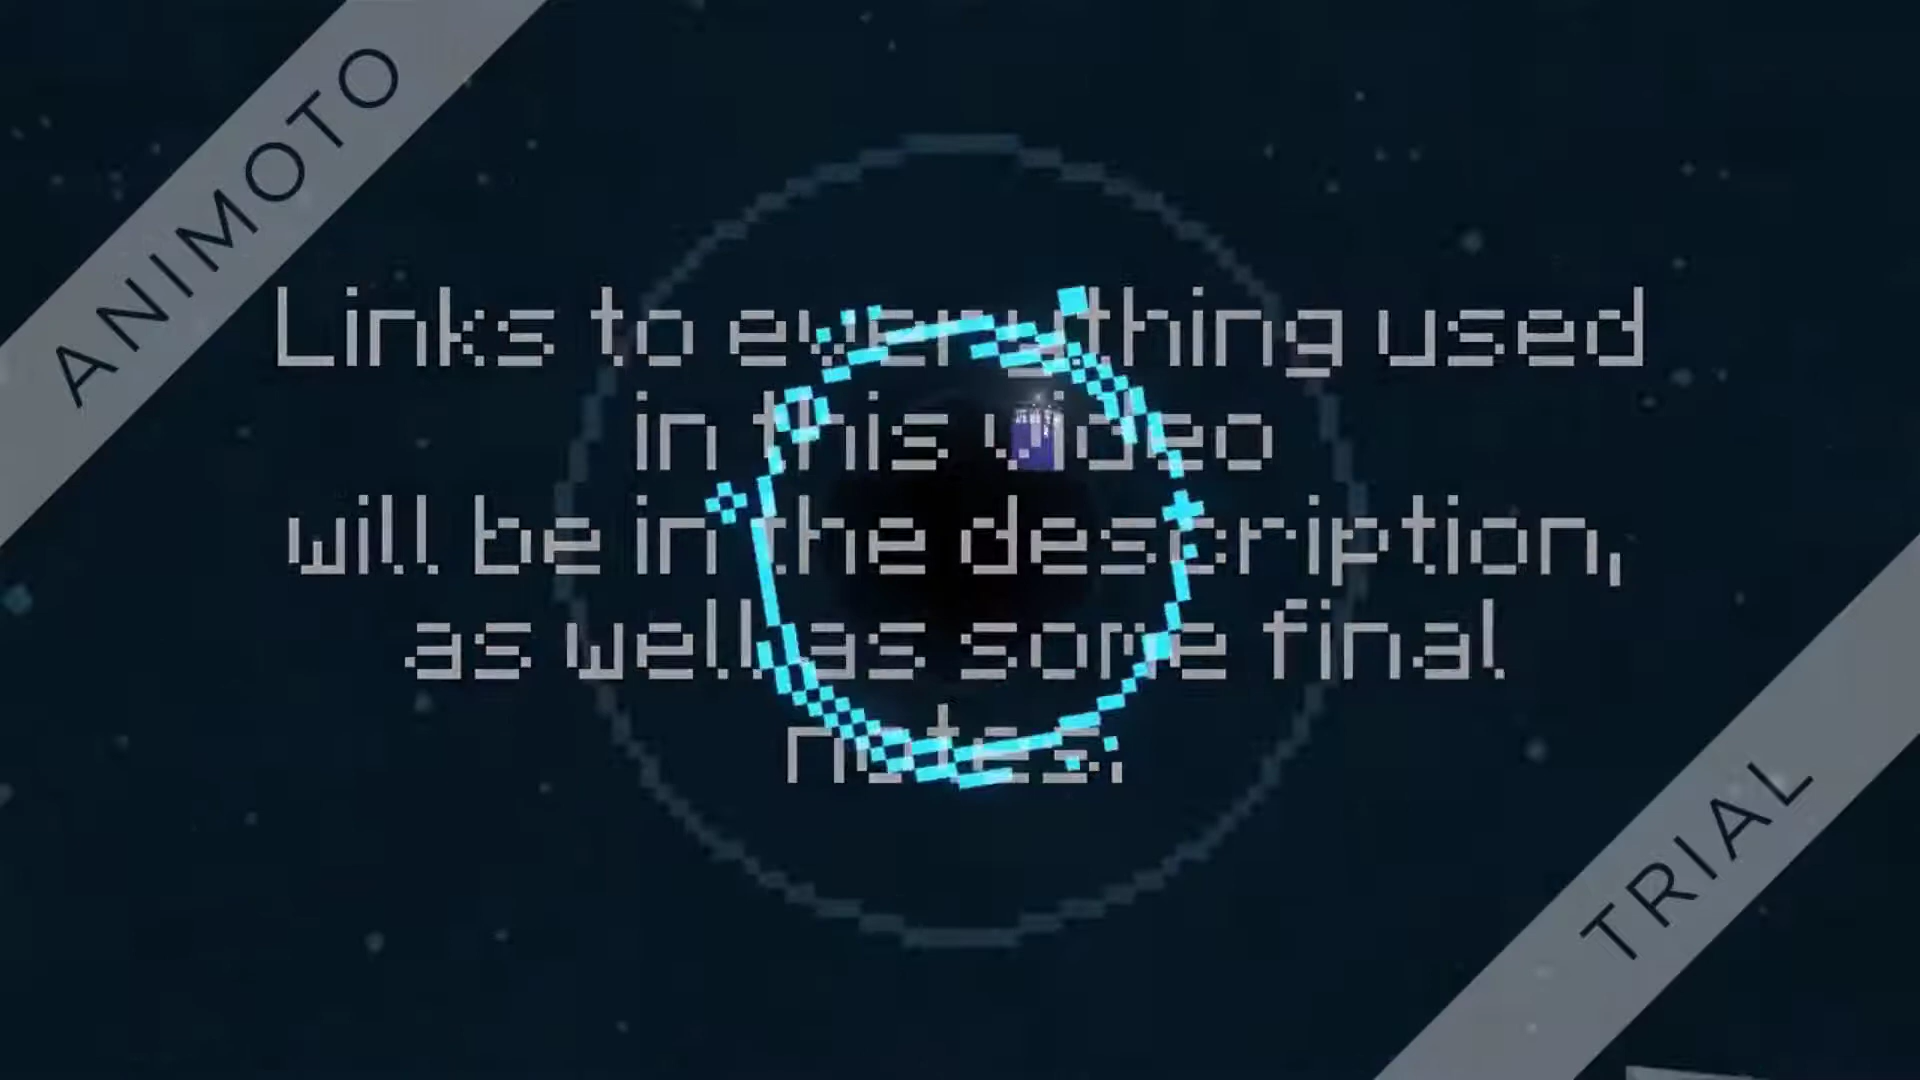 ANIMOTO
Links to everything used
in this video
will be in the description,
as well as some final
notes:
TRIAL